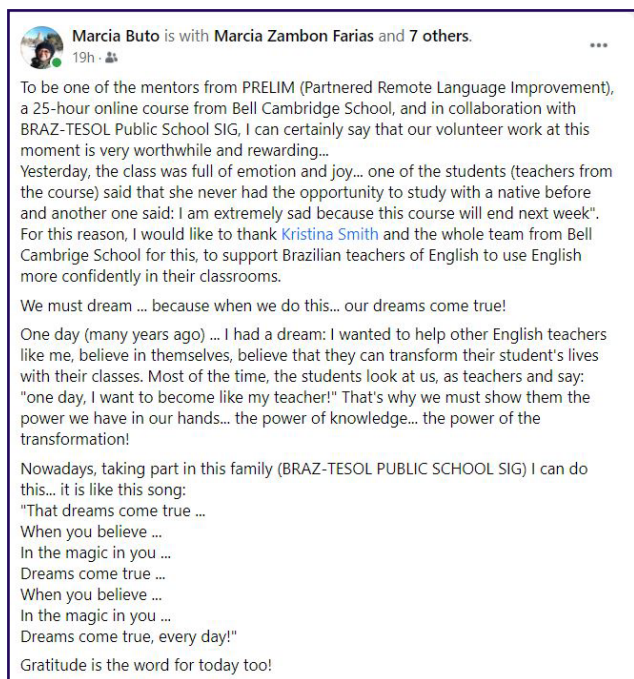 Marcia Buto is with Marcia Zambon Farias and 7 others.
19h ·
To be one of the mentors from PRELIM (Partnered Remote Language Improvement),
a 25-hour online course from Bell Cambridge School, and in collaboration with
BRAZ-TESOL Public School SIG, I can certainly say that our volunteer work at this
moment is very worthwhile and rewarding...
Yesterday, the class was full of emotion and joy... one of the students (teachers from
the course) said that she never had the opportunity to study with a native before
and another one said: I am extremely sad because this course will end next week".
For this reason, I would like to thank Kristina Smith and the whole team from Bell
Cambrige School for this, to support Brazilian teachers of English to use English
more confidently in their classrooms.
We must dream ... because when we do this... our dreams come true!
One day (many years ago) ... I had a dream: I wanted to help other English teachers
like me, believe in themselves, believe that they can transform their student's lives
with their classes. Most of the time, the students look at us, as teachers and say:
"one day, I want to become like my teacher!" That's why we must show them the
power we have in our hands... the power of knowledge... the power of the
transformation!
Nowadays, taking part in this family (BRAZ-TESOL PUBLIC SCHOOL SIG) I can do
this... it is like this song:
"That dreams come true ...
When you believe ...
In the magic in you ...
Dreams come true ...
When you believe ...
In the magic in you ...
Dreams come true, every day!"
Gratitude is the word for today too!